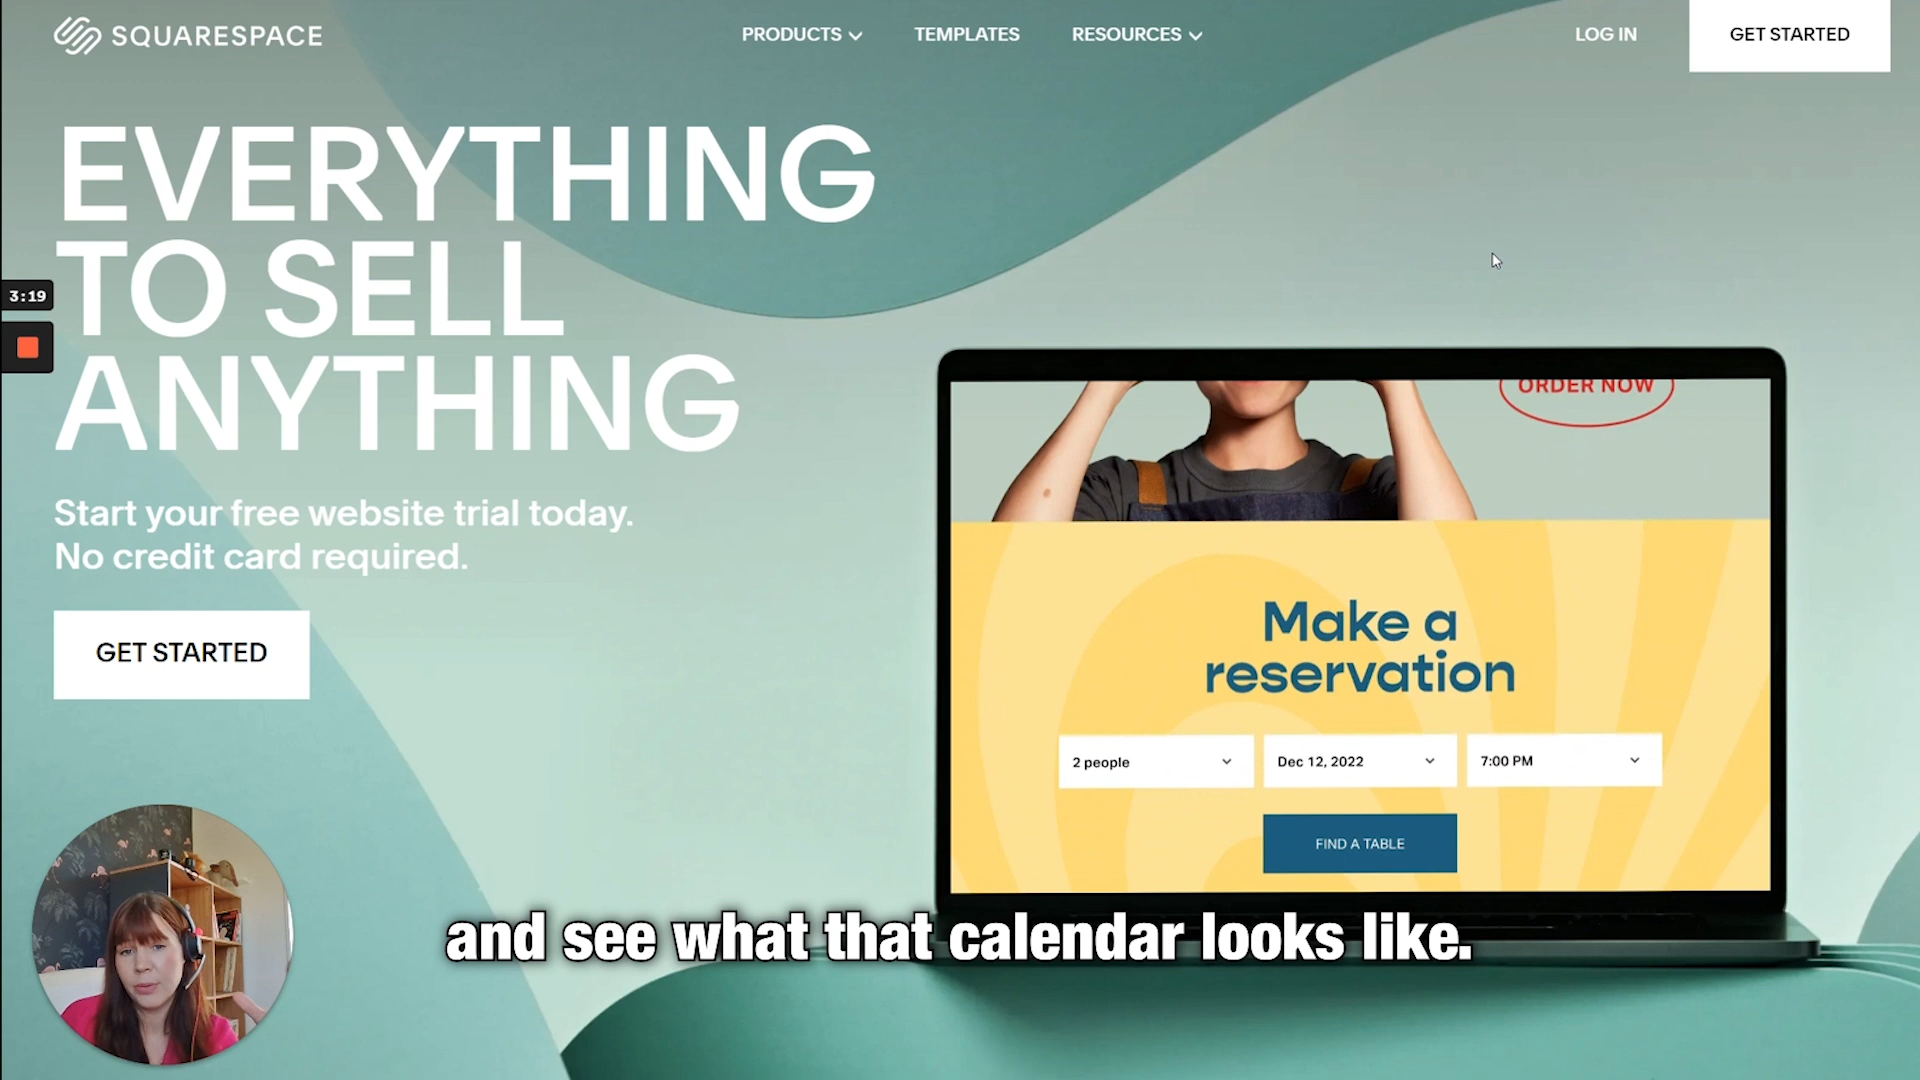 SQUARESPACE
PRODUCTS
TEMPLATES
RESOURCES
LOG IN
GET STARTED
EVERYTHING
TO SELL
ANYTHING
3:19
Start your free website trial today.
No credit card required.
GET STARTED
ORDER NOW
Make a
reservation
2 people
Dec 12, 2022
7:00 PM
FIND A TABLE
and see what that calendar looks like.